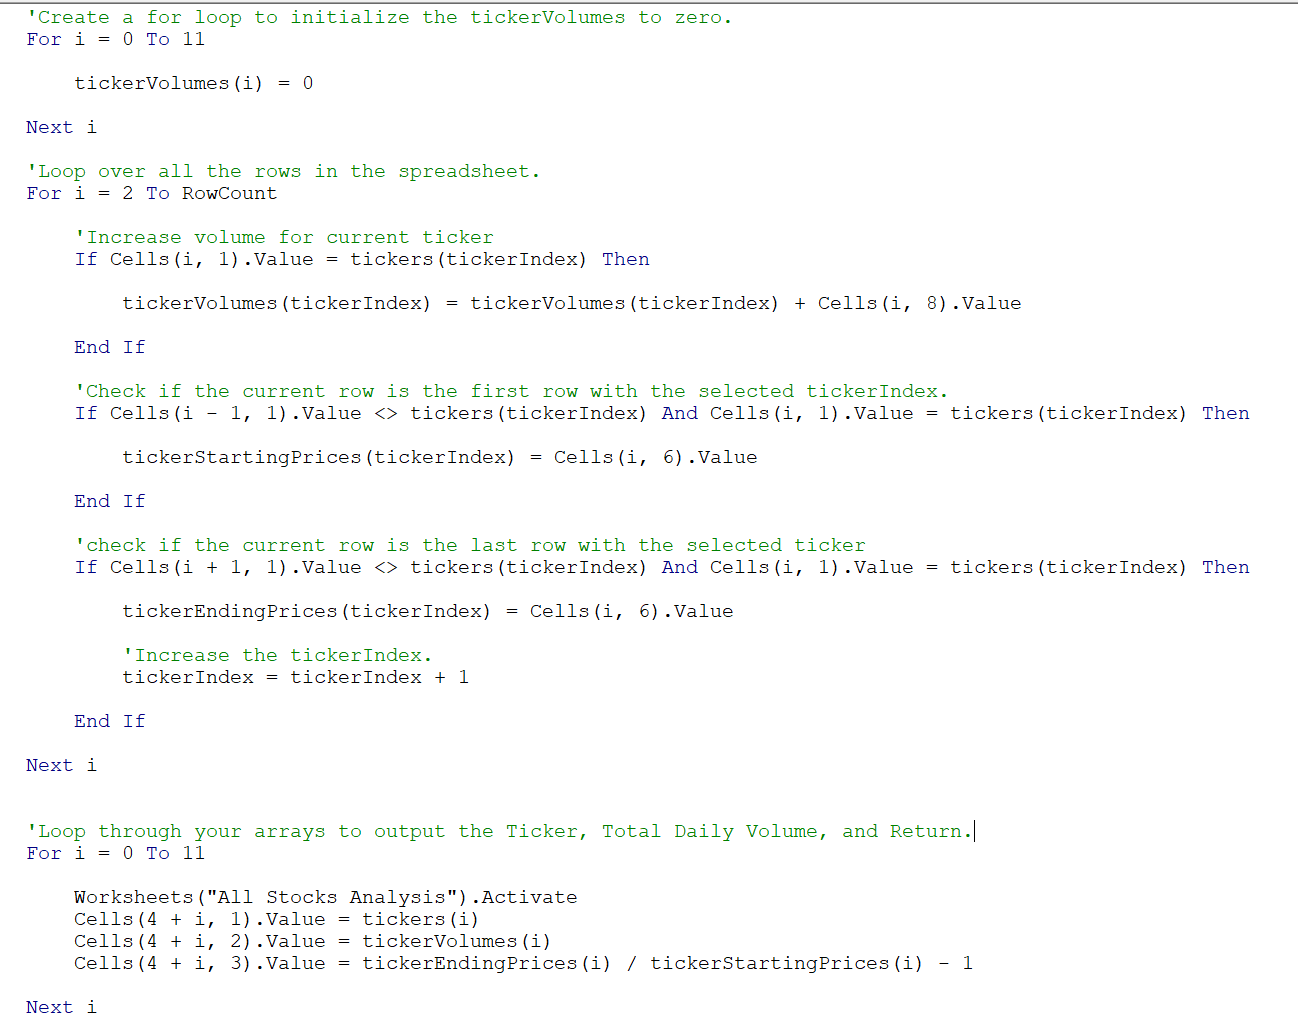 'Create a for loop to initialize the tickerVolumes to zero.
For i = 0 To 11
tickerVolumes(i) = 0
Next i
'Loop over all the rows in the spreadsheet.
For i = 2 To RowCount
'Increase volume for current ticker
If Cells(i, 1).Value = tickers(tickerIndex) Then
tickerVolumes(tickerIndex) = tickerVolumes(tickerIndex) + Cells(i, 8).Value
End If
'Check if the current row is the first row with the selected tickerIndex.
If Cells(i - 1, 1).Value <> tickers(tickerIndex) And Cells(i, 1).Value = tickers(tickerIndex) Then
tickerStartingPrices(tickerIndex) = Cells(i, 6).Value
End If
'check if the current row is the last row with the selected ticker
If Cells(i + 1, 1).Value <> tickers(tickerIndex) And Cells(i, 1).Value = tickers(tickerIndex) Then
tickerEndingPrices(tickerIndex) = Cells(i, 6).Value
'Increase the tickerIndex.
tickerIndex = tickerIndex + 1
End If
Next i
'Loop through your arrays to output the Ticker, Total Daily Volume, and Return.
For i = 0 To 11
Worksheets("All Stocks Analysis").Activate
Cells(4 + i, 1).Value = tickers(i)
Cells(4 + i, 2).Value = tickerVolumes(i)
Cells(4 + i, 3).Value = tickerEndingPrices(i) / tickerStartingPrices(i) - 1
Next i